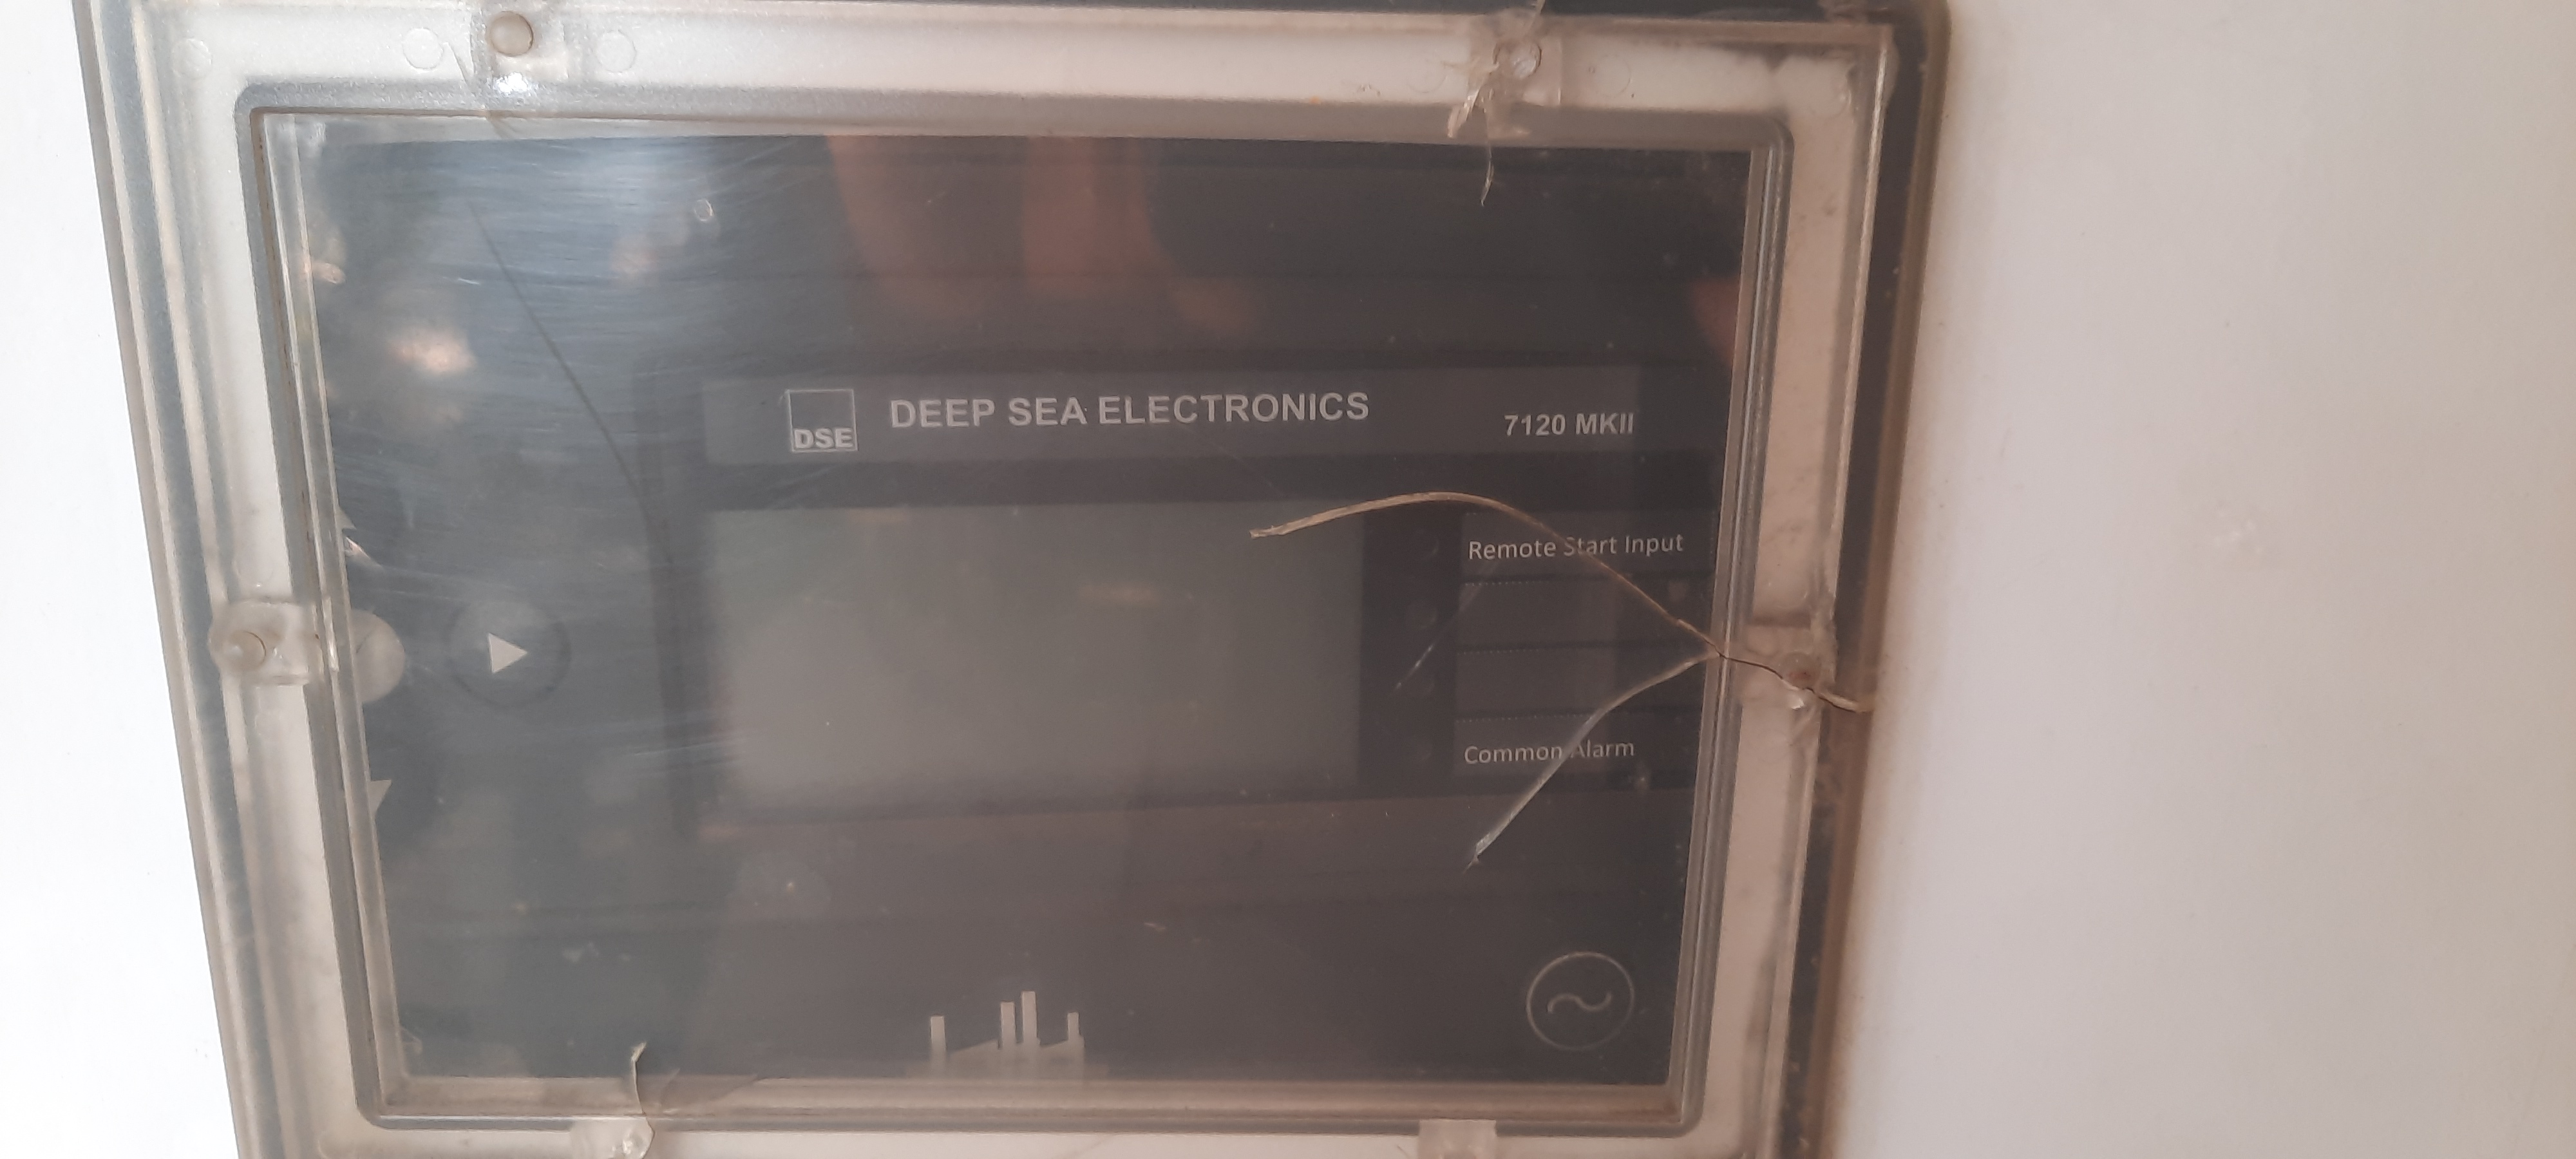 DSE
DEEP SEA ELECTRONICS
7120 MKII
Remote Start Input
Common Alarm